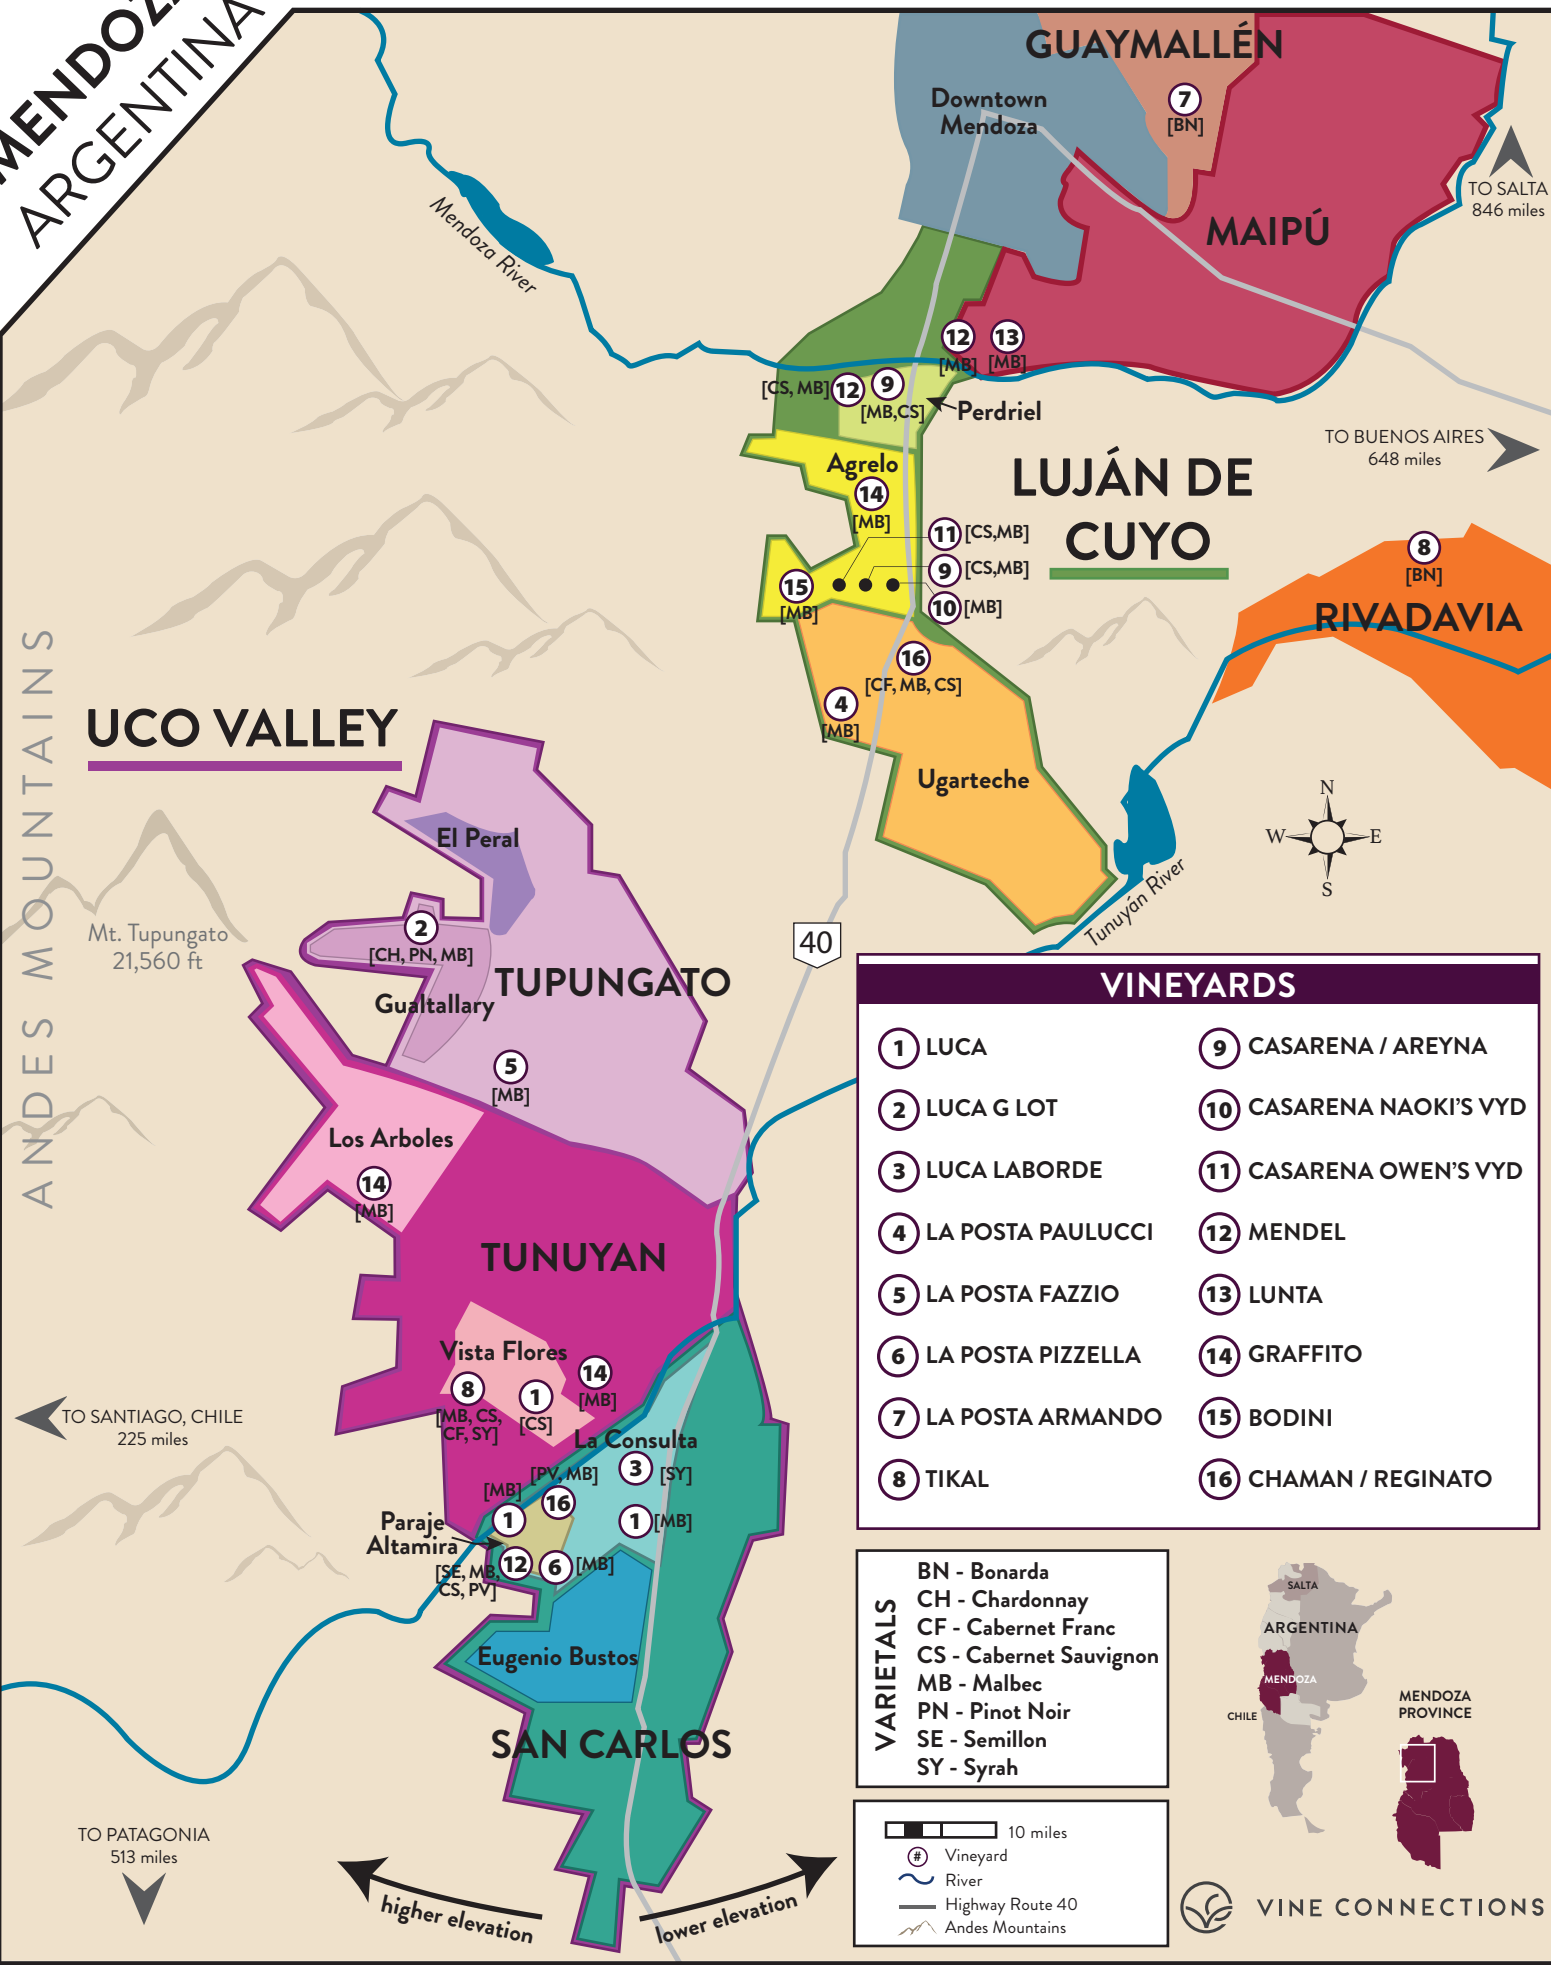 MENDOZA
ARGENTINA
GUAYMALLÉN
7
[BN]
Downtown
Mendoza
MAIPÚ
TO SALTA
846 miles
Mendoza River
12
[MB]
13
[MB]
[CS, MB]
12
9
[MB,CS]
Perdriel
TO BUENOS AIRES
648 miles
Agrelo
14
[MB]
LUJÁN DE
CUYO
11
[CS,MB]
9
[CS,MB]
10
[MB]
15
[MB]
8
[BN]
RIVADAVIA
16
[CF, MB, CS]
4
[MB]
Ugarteche
ANDES MOUNTAINS
UCO VALLEY
El Peral
N
W
E
S
Tunuyán River
Mt. Tupungato
21,560 ft
2
[CH, PN, MB]
Gualtallary
TUPUNGATO
40
5
[MB]
Los Arboles
14
[MB]
TUNUYAN
Vista Flores
8
[MB, CS,
CF, SY]
1
[CS]
14
[MB]
TO SANTIAGO, CHILE
225 miles
La Consulta
3
[SY]
[PV, MB]
16
[MB]
1
1
[MB]
Paraje
Altamira
12
[SE, MB,
CS, PV]
6
[MB]
Eugenio Bustos
SAN CARLOS
TO PATAGONIA
513 miles
higher elevation
lower elevation
VINEYARDS
1 LUCA
2 LUCA G LOT
3 LUCA LABORDE
4 LA POSTA PAULUCCI
5 LA POSTA FAZZIO
6 LA POSTA PIZZELLA
7 LA POSTA ARMANDO
8 TIKAL
9 CASARENA / AREYNA
10 CASARENA NAOKI'S VYD
11 CASARENA OWEN'S VYD
12 MENDEL
13 LUNTA
14 GRAFFITO
15 BODINI
16 CHAMAN / REGINATO
VARIETALS
BN - Bonarda
CH - Chardonnay
CF - Cabernet Franc
CS - Cabernet Sauvignon
MB - Malbec
PN - Pinot Noir
SE - Semillon
SY - Syrah
10 miles
# Vineyard
River
Highway Route 40
Andes Mountains
SALTA
ARGENTINA
MENDOZA
CHILE
MENDOZA
PROVINCE
VINE CONNECTIONS